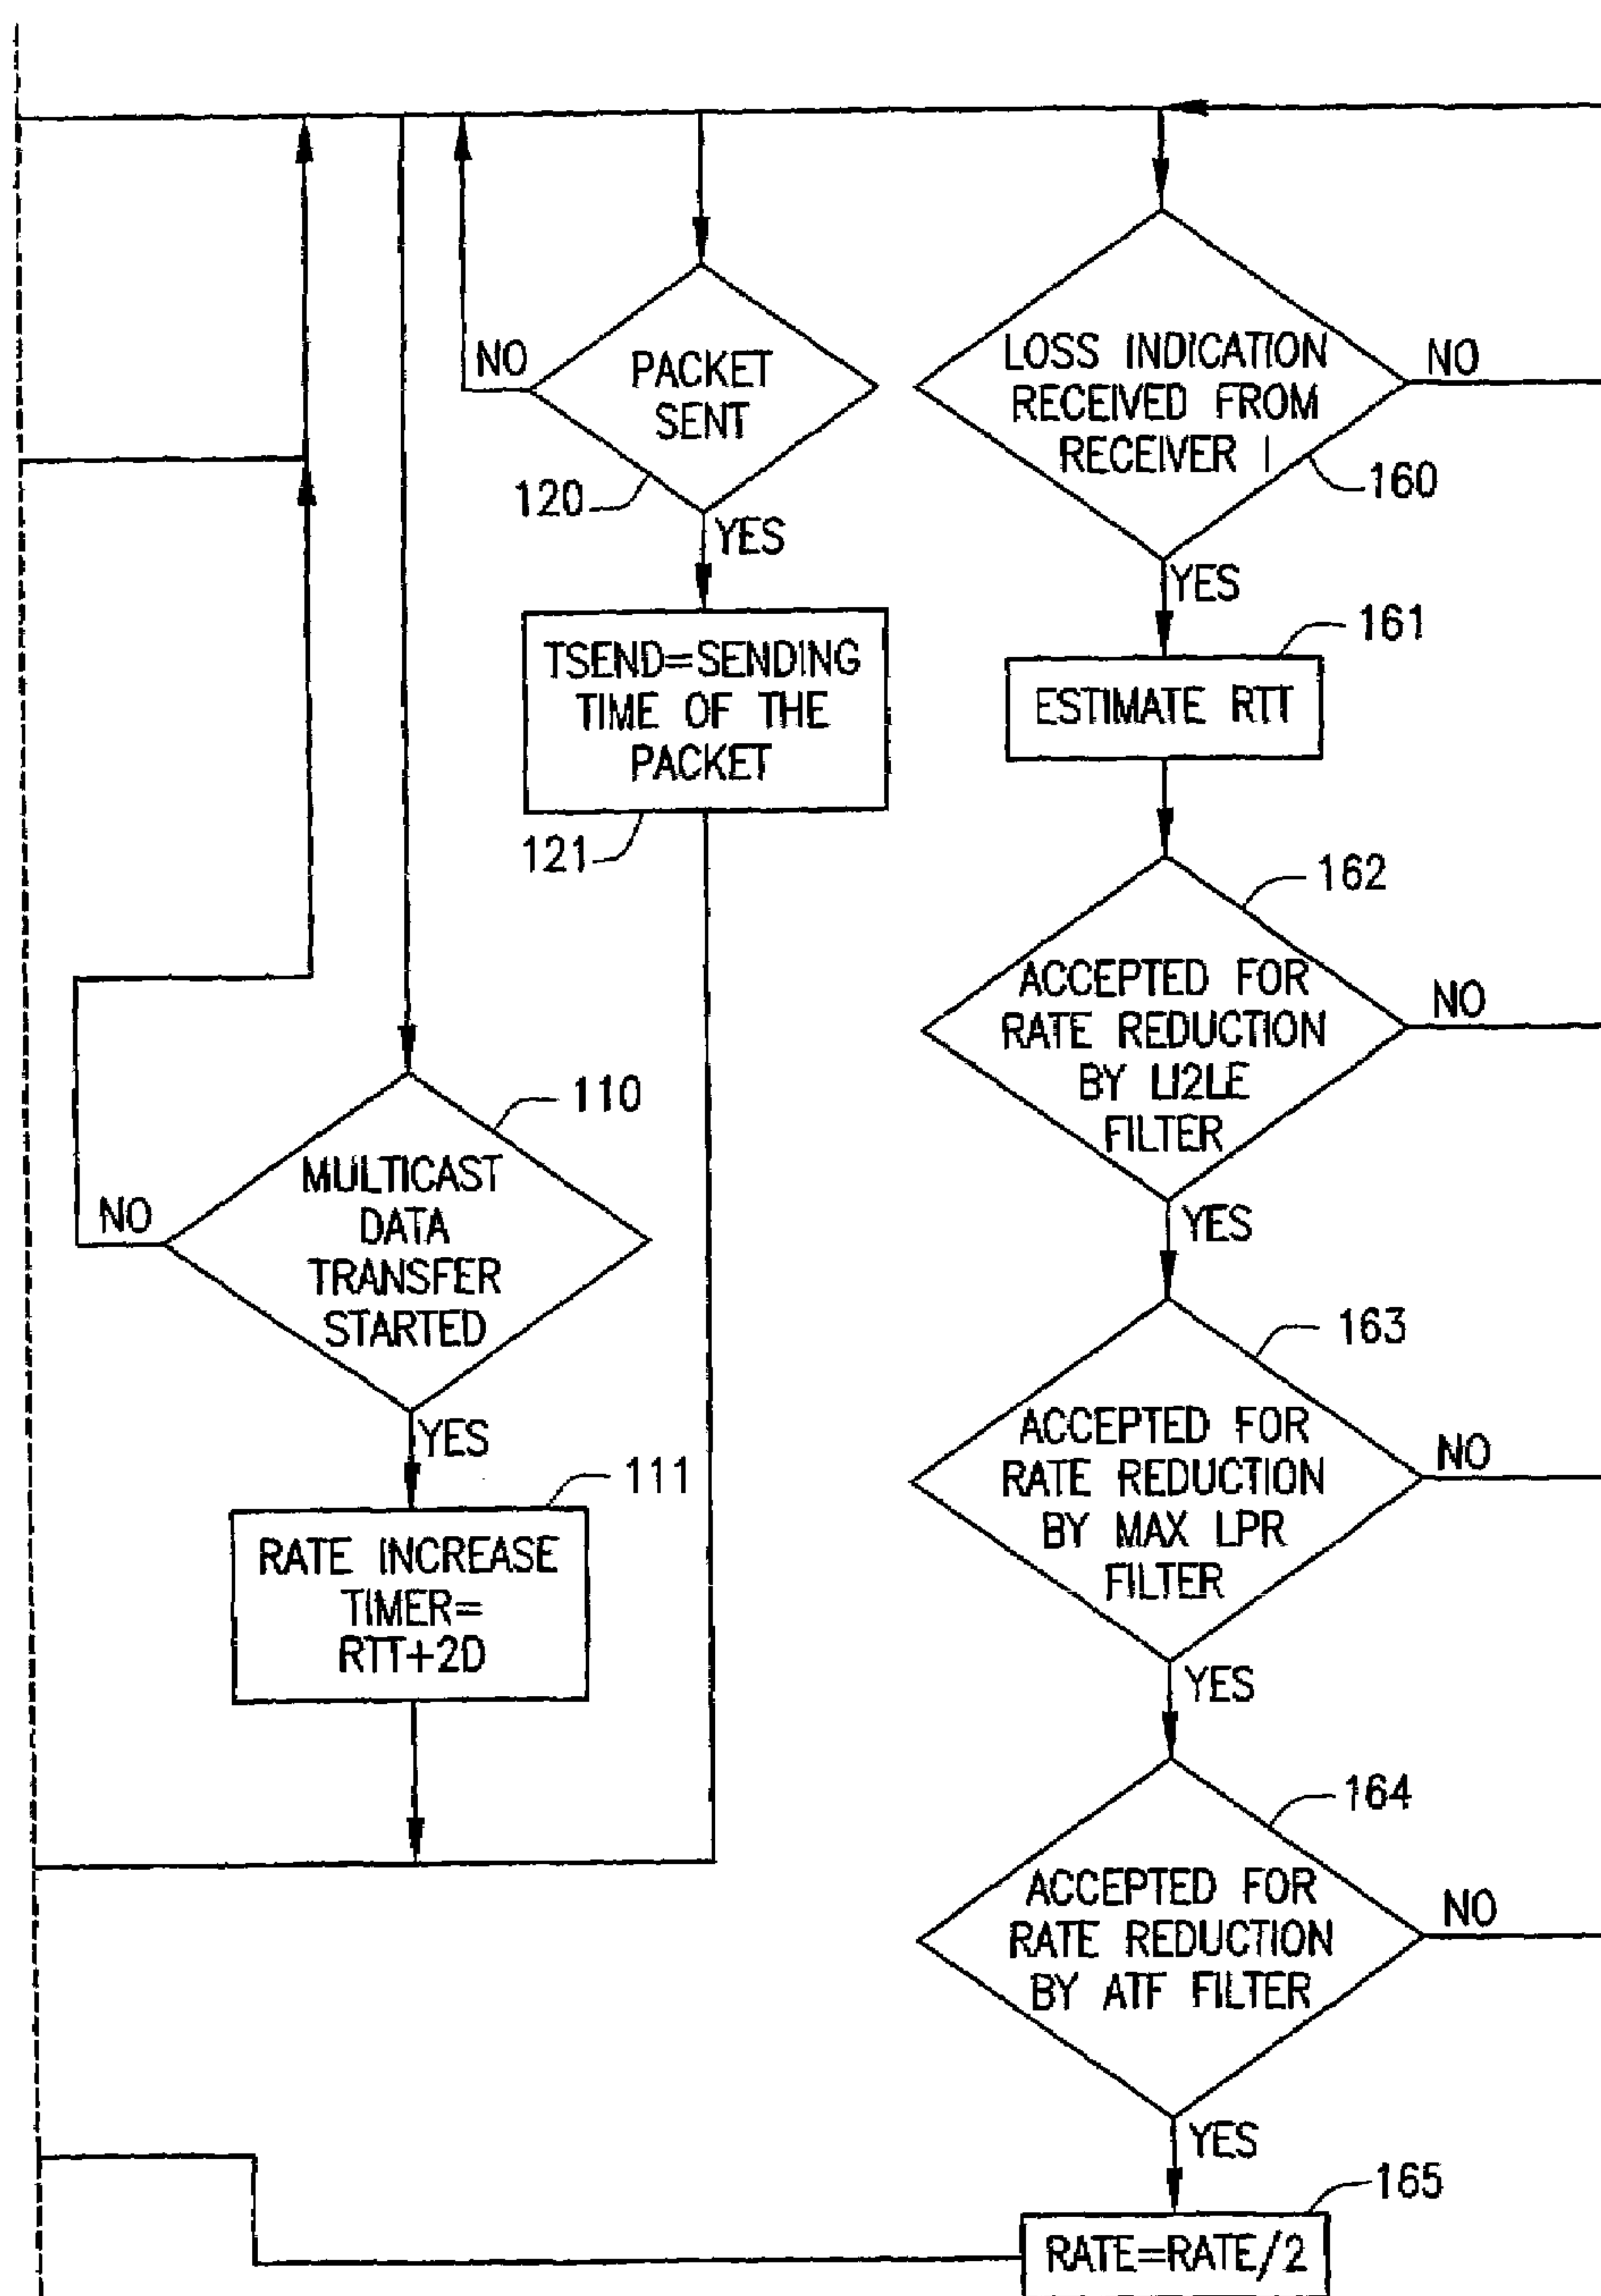 NO
PACKET
SENT
120
YES
TSEND=SENDING
TIME OF THE
PACKET
121
LOSS INDICATION
RECEIVED FROM
RECEIVER I
NO
160
YES
161
ESTIMATE RTT
162
ACCEPTED FOR
RATE REDUCTION
BY LI2LE
FILTER
NO
YES
110
MULTICAST
DATA
TRANSFER
STARTED
NO
YES
111
RATE INCREASE
TIMER=
RTT+2D
163
ACCEPTED FOR
RATE REDUCTION
BY MAX LPR
FILTER
NO
YES
164
ACCEPTED FOR
RATE REDUCTION
BY ATF FILTER
NO
YES
165
RATE=RATE/2